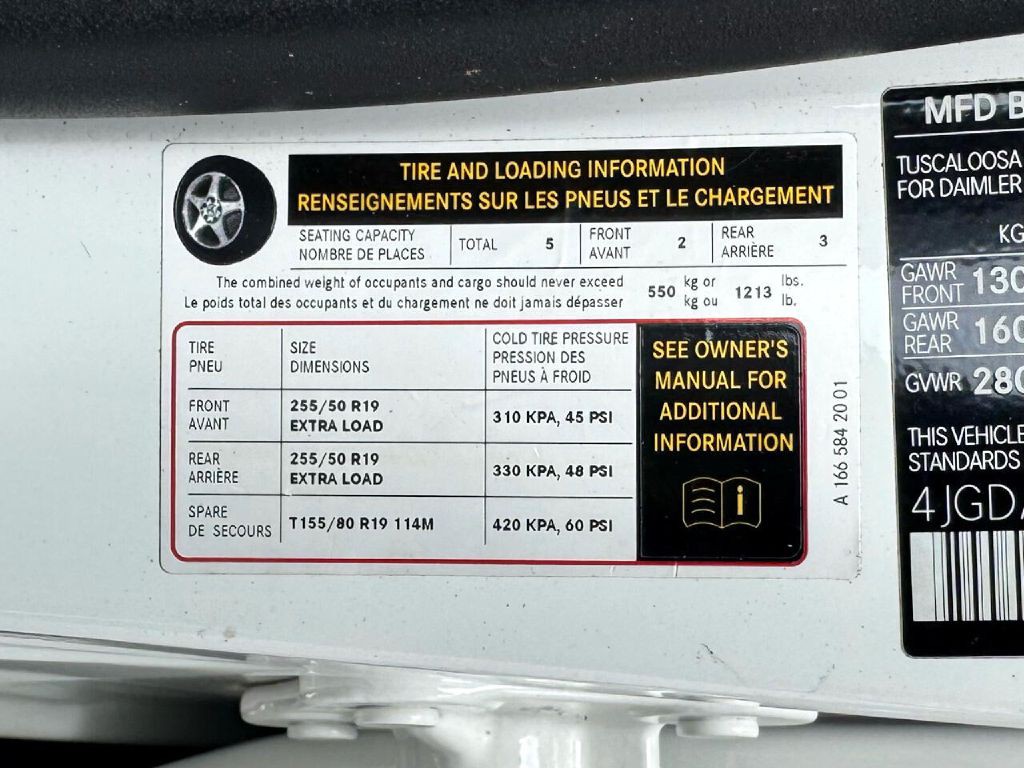 TIRE AND LOADING INFORMATION
RENSEIGNEMENTS SUR LES PNEUS ET LE CHARGEMENT
SEATING CAPACITY
NOMBRE DE PLACES
TOTAL 5
FRONT
AVANT
2
REAR
ARRIÈRE
3
The combined weight of occupants and cargo should never exceed
Le poids total des occupants et du chargement ne doit jamais dépasser
550
kg or
kg ou
1213
lbs.
lb.
TIRE
PNEU
SIZE
DIMENSIONS
COLD TIRE PRESSURE
PRESSION DES
PNEUS À FROID
FRONT
AVANT
255/50 R19
EXTRA LOAD
310 KPA, 45 PSI
REAR
ARRIÈRE
255/50 R19
EXTRA LOAD
330 KPA, 48 PSI
SPARE
DE SECOURS
T155/80 R19 114M
420 KPA, 60 PSI
SEE OWNER'S
MANUAL FOR
ADDITIONAL
INFORMATION
i
A 166 584 20 01
MFD B
TUSCALOOSA
FOR DAIMLER
KG
GAWR
FRONT
130
GAWR
REAR
160
GVWR 280
THIS VEHICLE
STANDARDS
4JGD